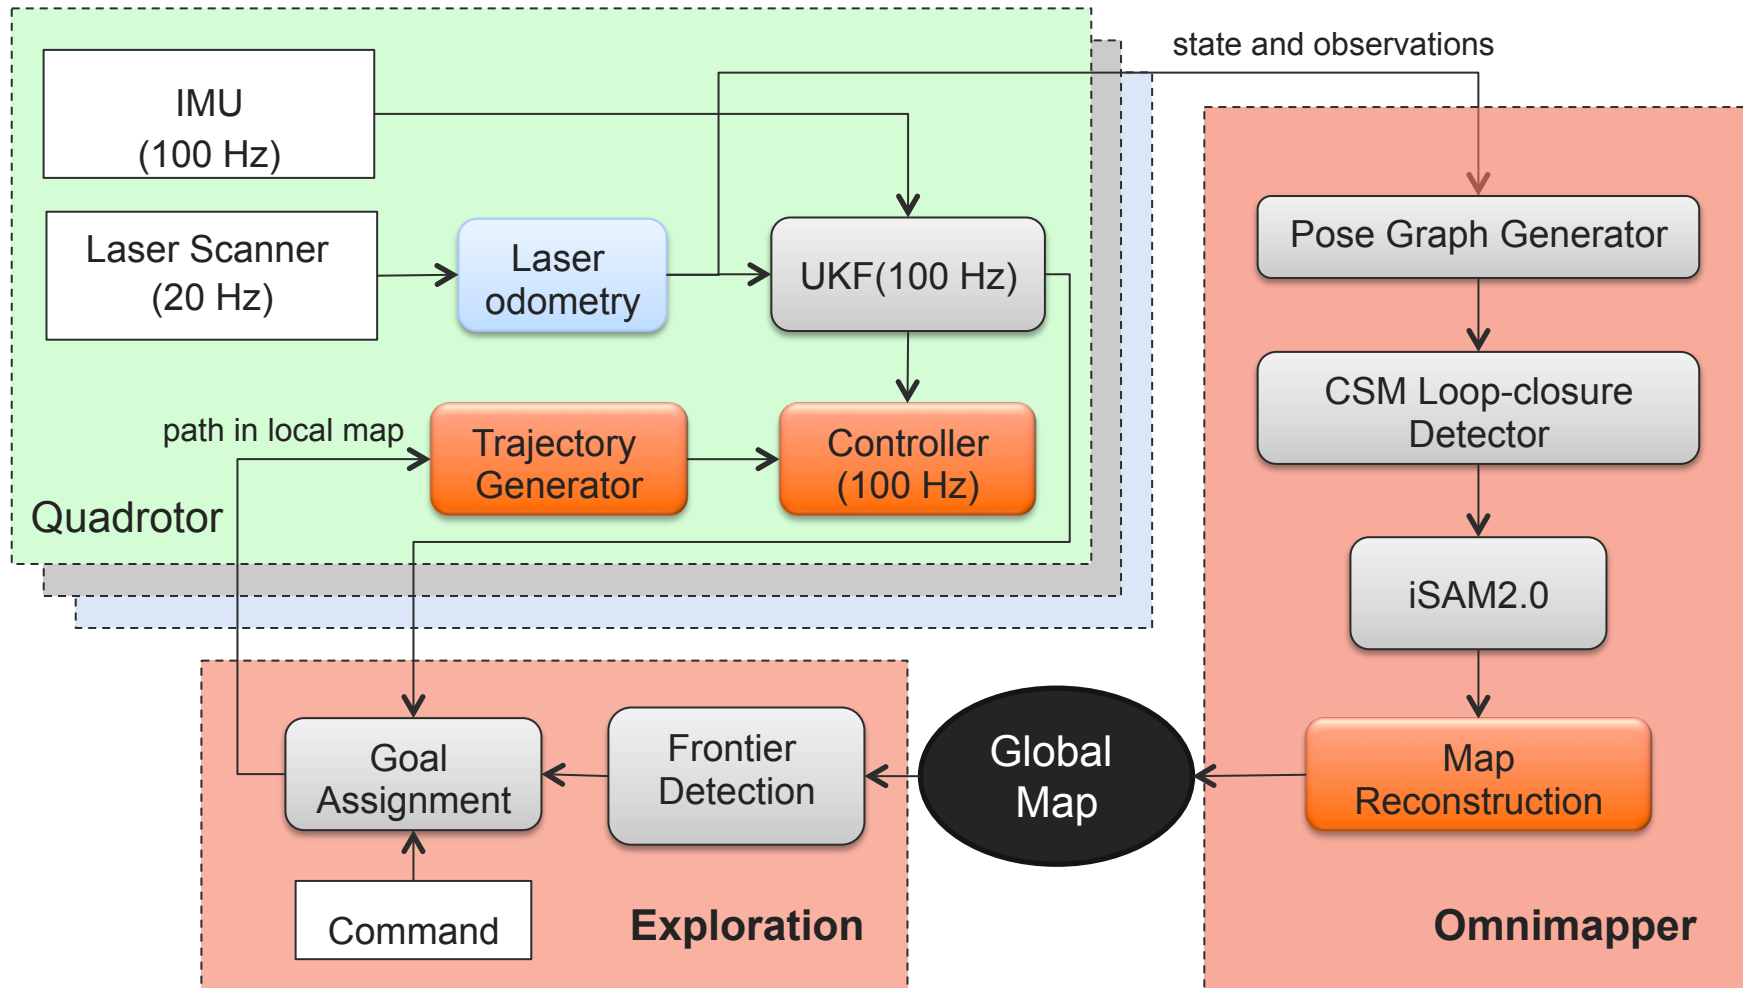 state and observations
IMU
(100 Hz)
Laser Scanner
(20 Hz)
Laser
odometry
UKF(100 Hz)
path in local map
Trajectory
Generator
Controller
(100 Hz)
Quadrotor
Pose Graph Generator
CSM Loop-closure
Detector
iSAM2.0
Map
Reconstruction
Omnimapper
Global
Map
Frontier
Detection
Goal
Assignment
Command
Exploration